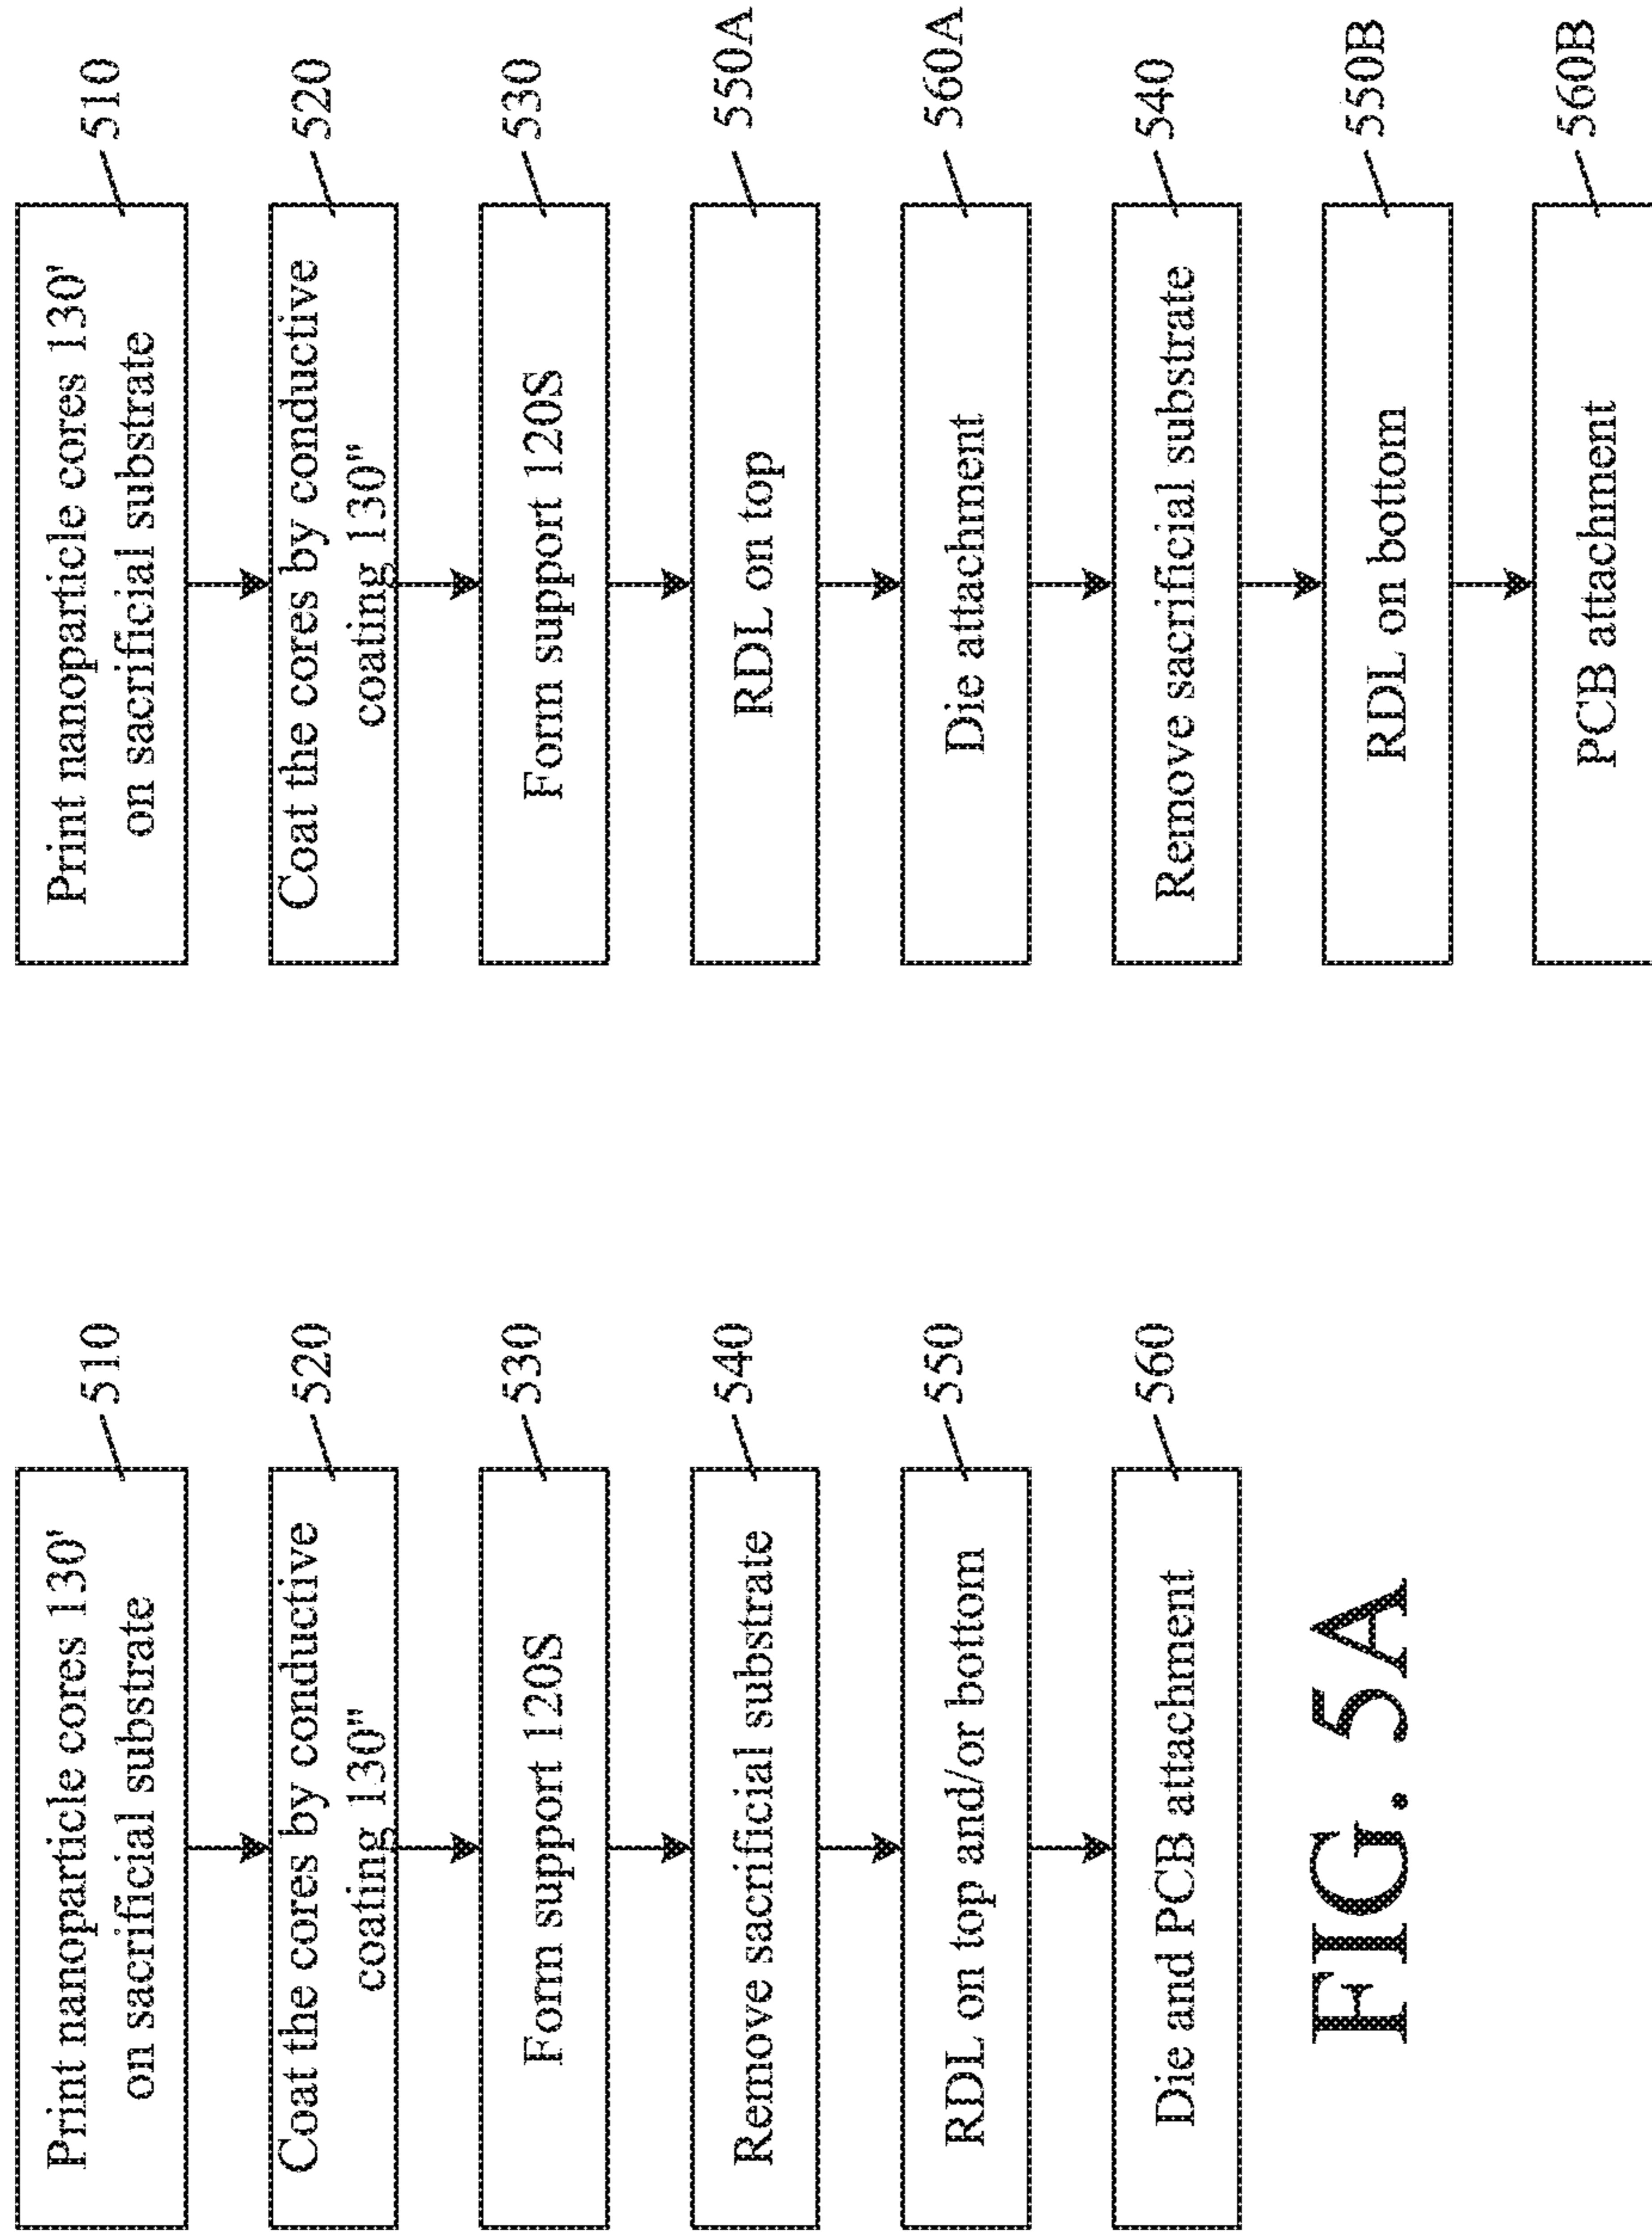 Print nanoparticle cores 130'
on sacrificial substrate
510
Coat the cores by conductive
coating 130"
520
Form support 120S
530
Remove sacrificial substrate
540
RDL on top and/or bottom
550
Die and PCB attachment
560
FIG. 5A
Print nanoparticle cores 130'
on sacrificial substrate
510
Coat the cores by conductive
coating 130"
520
Form support 120S
530
RDL on top
550A
Die attachment
560A
Remove sacrificial substrate
540
RDL on bottom
550B
PCB attachment
560B